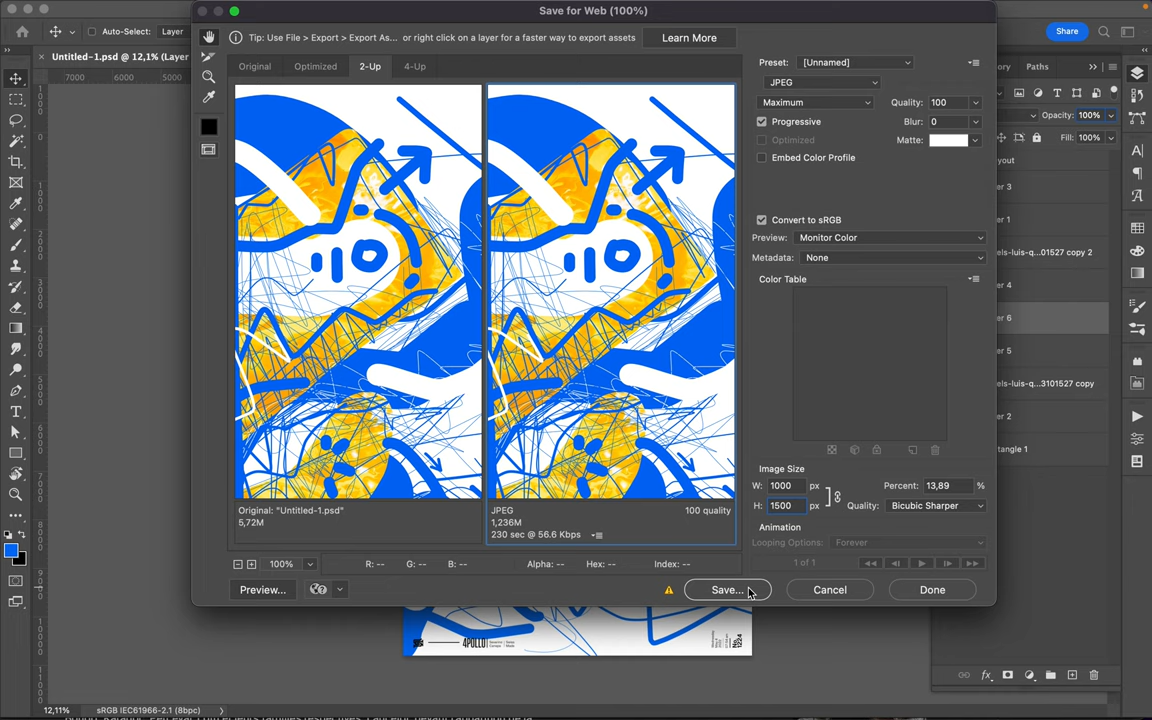 Save for Web (100%)
Auto-Select:
Layer
Share
Tip: Use File > Export > Export As... or right click on a layer for a faster way to export assets
Learn More
Untitled-1.psd @ 12,1% (Layer
Original
Optimized
2-Up
4-Up
Preset:
[Unnamed]
JPEG
Maximum
Quality:
100
Progressive
Blur:
0
Optimized
Matte:
Embed Color Profile
Convert to sRGB
Preview:
Monitor Color
Metadata:
None
Color Table
Image Size
W:
1000
px
Percent:
13,89
%
H:
1500
px
Quality:
Bicubic Sharper
Animation
Looping Options:
Forever
1 of 1
Original: "Untitled-1.psd"
5,72M
JPEG
100 quality
1,236M
230 sec @ 56.6 Kbps
100%
R: --
G: --
B: --
Alpha: --
Hex: --
Index: --
Preview...
Save...
Cancel
Done
ory
Paths
Opacity:
100%
Fill:
100%
yout
er 3
er 1
els-luis-q...01527 copy 2
er 4
er 6
er 5
els-luis-q...3101527 copy
er 2
tangle 1
7000
6000
5000
4POLLO
No.
1224
12,11%
sRGB IEC61966-2.1 (8bpc)